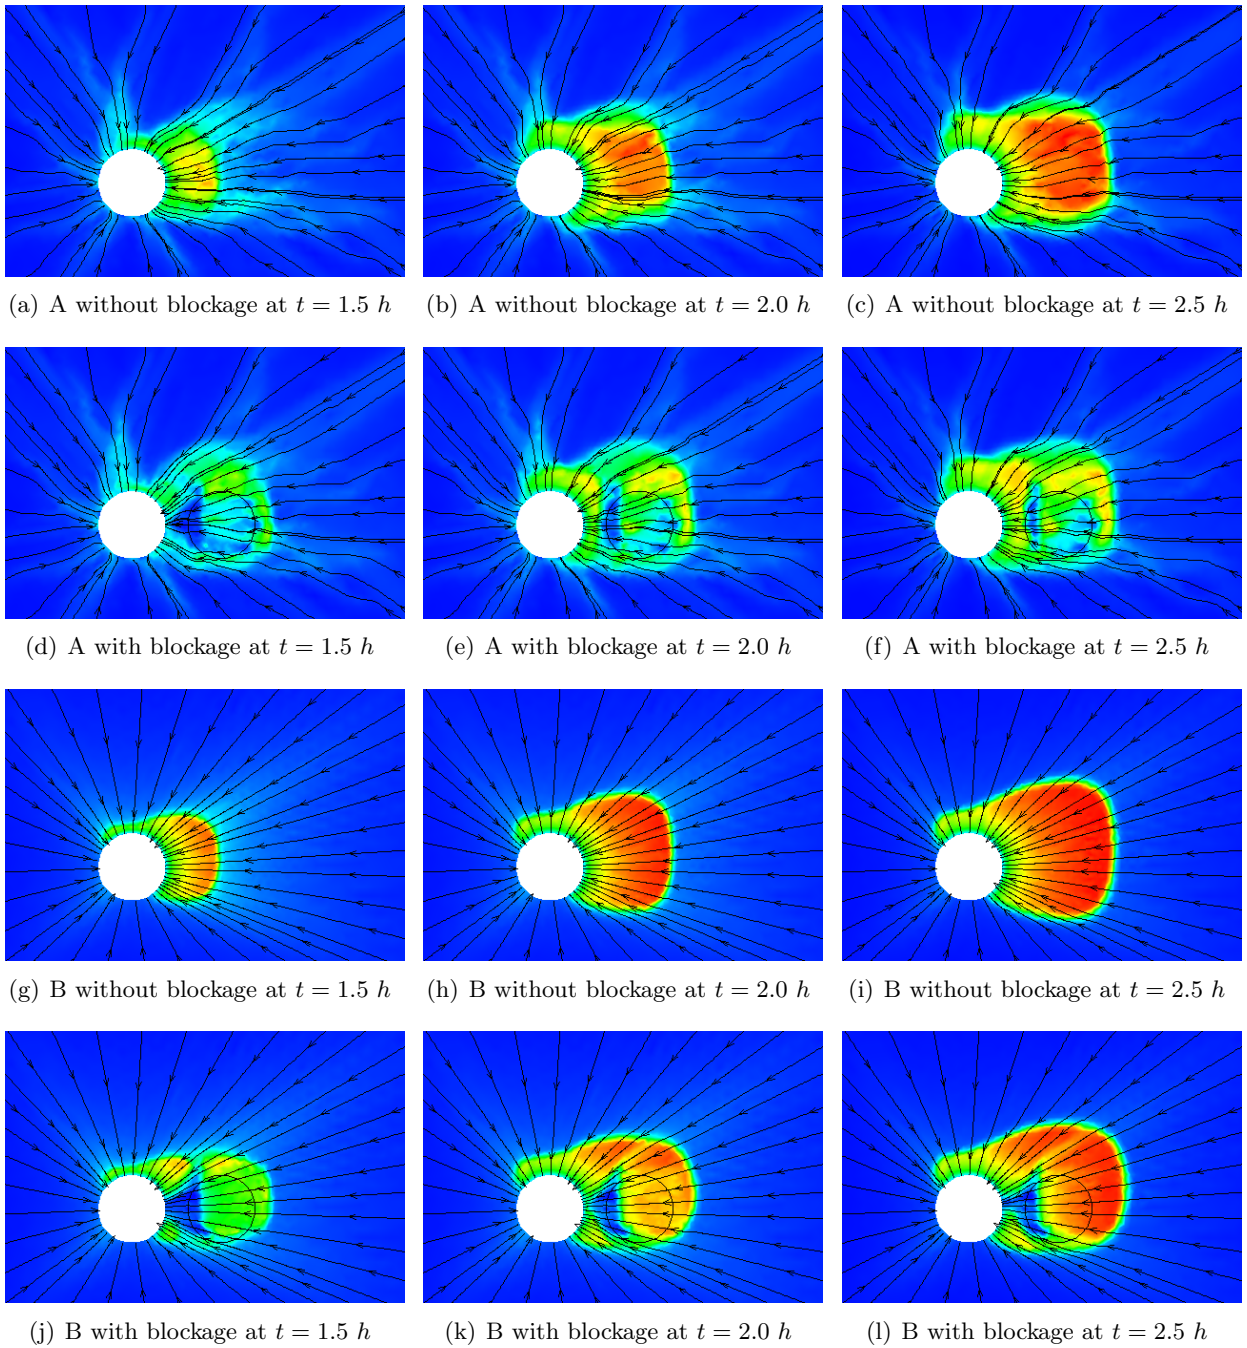 (a) A without blockage at t = 1.5 h (b) A without blockage at t = 2.0 h (c) A without blockage at t = 2.5 h
(d) A with blockage at t = 1.5 h (e) A with blockage at t = 2.0 h (f) A with blockage at t = 2.5 h
(g) B without blockage at t = 1.5 h (h) B without blockage at t = 2.0 h (i) B without blockage at t = 2.5 h
(j) B with blockage at t = 1.5 h (k) B with blockage at t = 2.0 h (l) B with blockage at t = 2.5 h